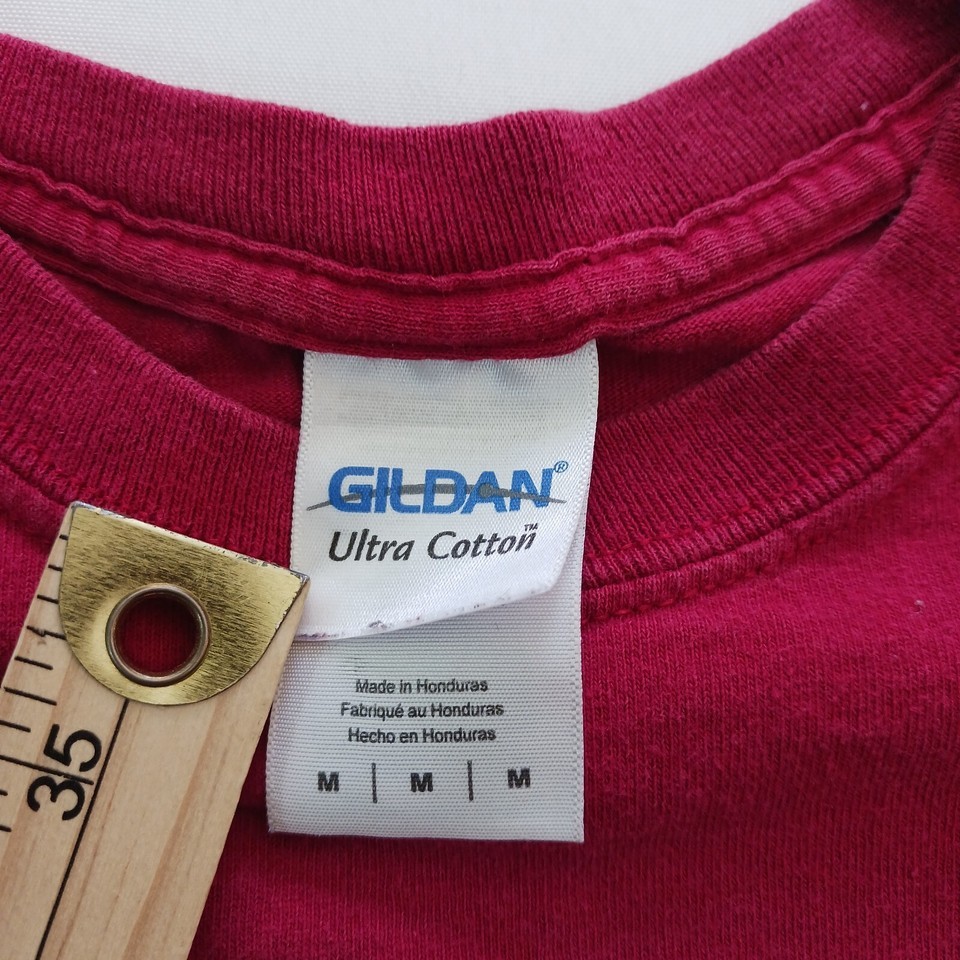 GILDAN®
Ultra Cotton™
Made in Honduras
Fabriqué au Honduras
Hecho en Honduras
M | M | M
35